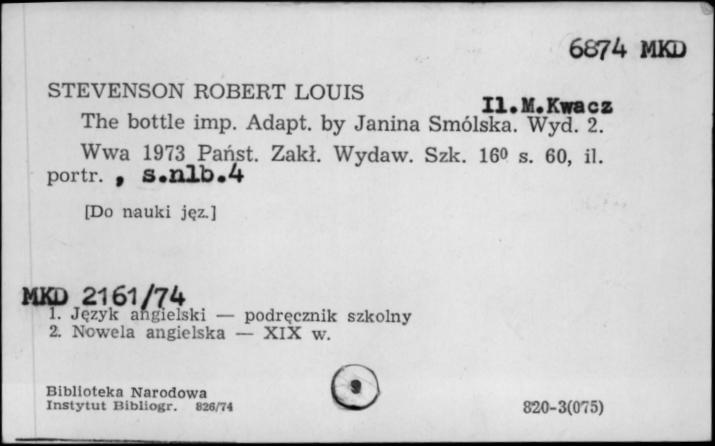 6874 MKD
STEVENSON ROBERT LOUIS
Il.M.Kwacz
The bottle imp. Adapt. by Janina Smólska. Wyd. 2.
Wwa 1973 Państ. Zakł. Wydaw. Szk. 16⁰ s. 60, il.
portr. , s.nlb.4
[Do nauki jęz.]
MKD 2161/74
1. Język angielski — podręcznik szkolny
2. Nowela angielska — XIX w.
Biblioteka Narodowa
Instytut Bibliogr. 826/74
9
820-3(075)